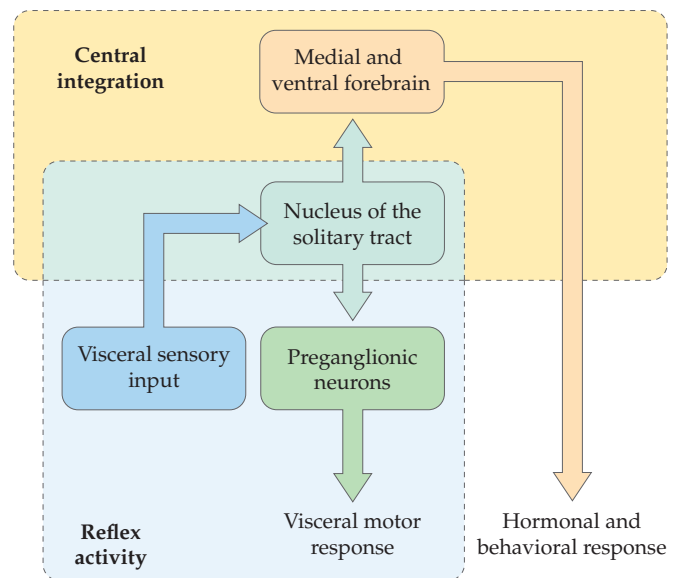 Central
integration
Medial and
ventral forebrain
Nucleus of the
solitary tract
Visceral sensory
input
Preganglionic
neurons
Reflex
activity
Visceral motor
response
Hormonal and
behavioral response